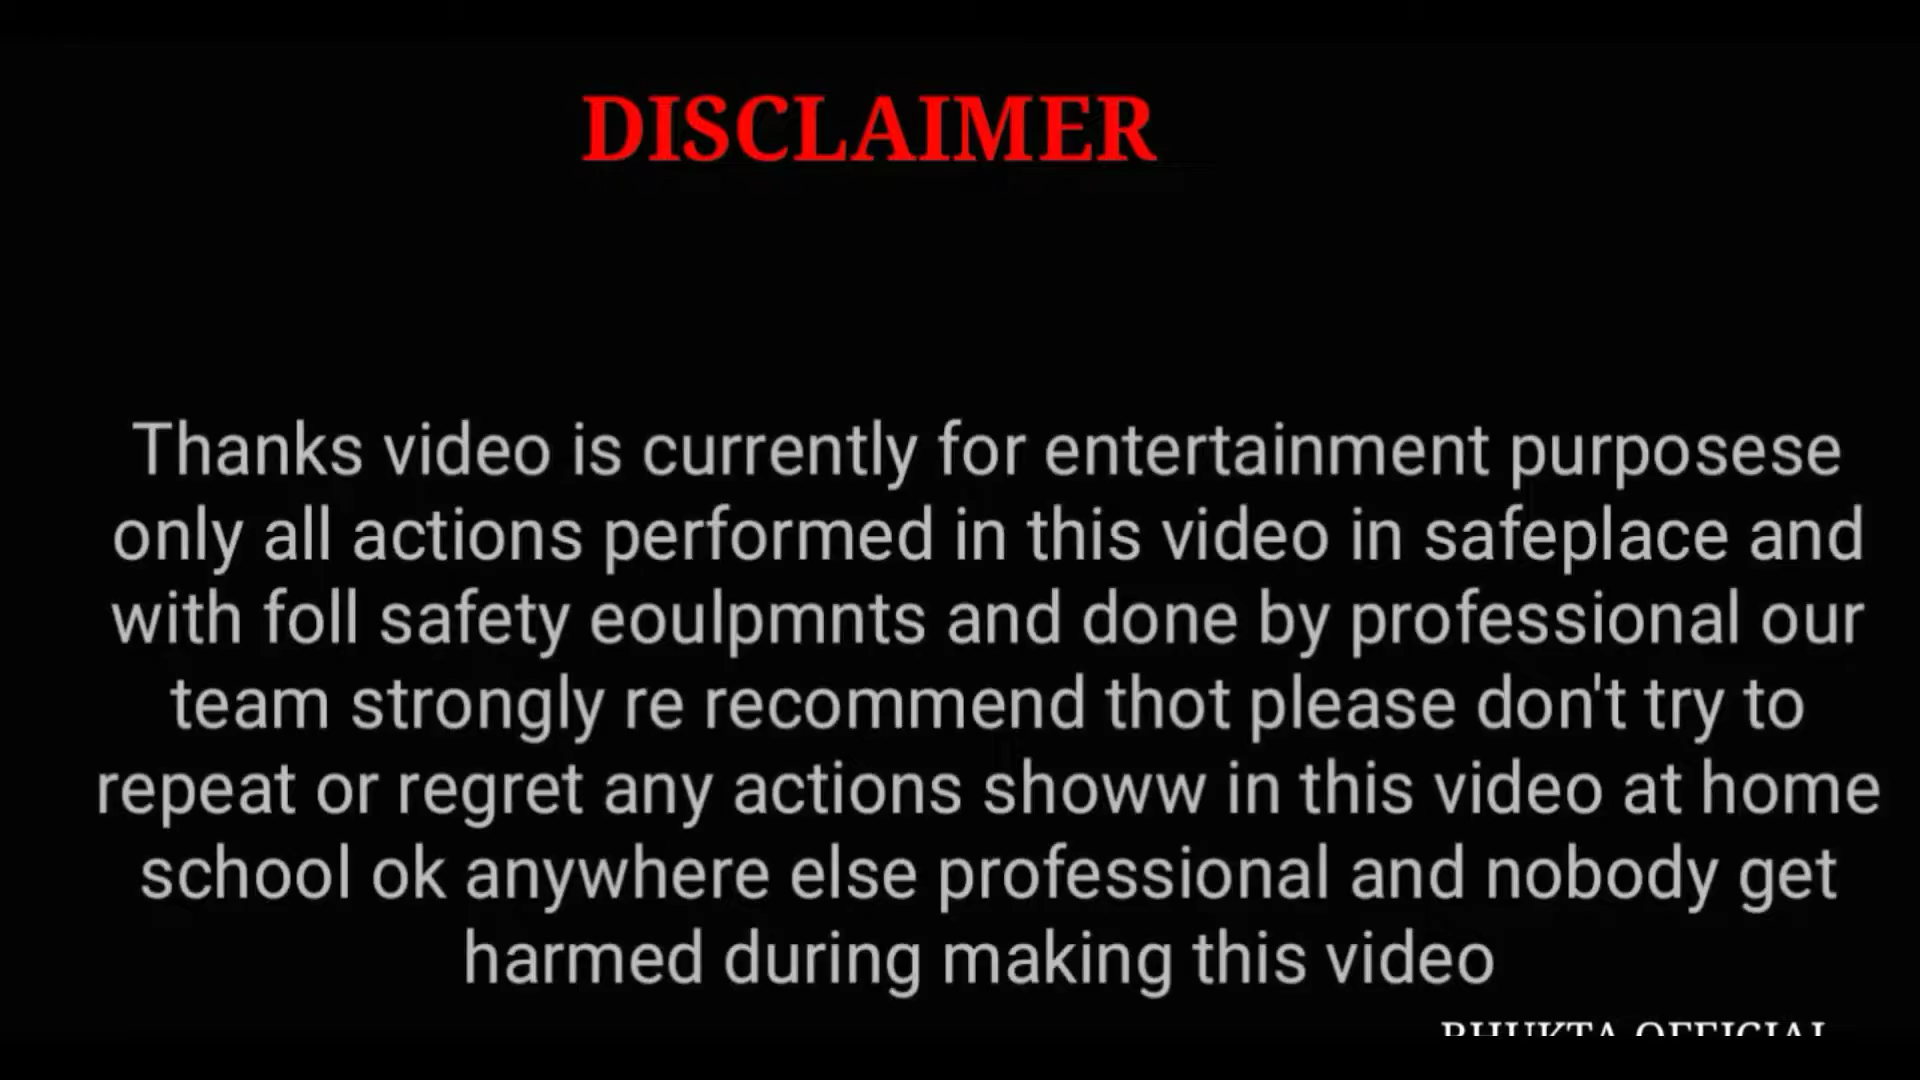 DISCLAIMER
Thanks video is currently for entertainment purposese
only all actions performed in this video in safeplace and
with foll safety eoulpmnts and done by professional our
team strongly re recommend thot please don't try to
repeat or regret any actions showw in this video at home
school ok anywhere else professional and nobody get
harmed during making this video
BHUKTA OFFICIAL